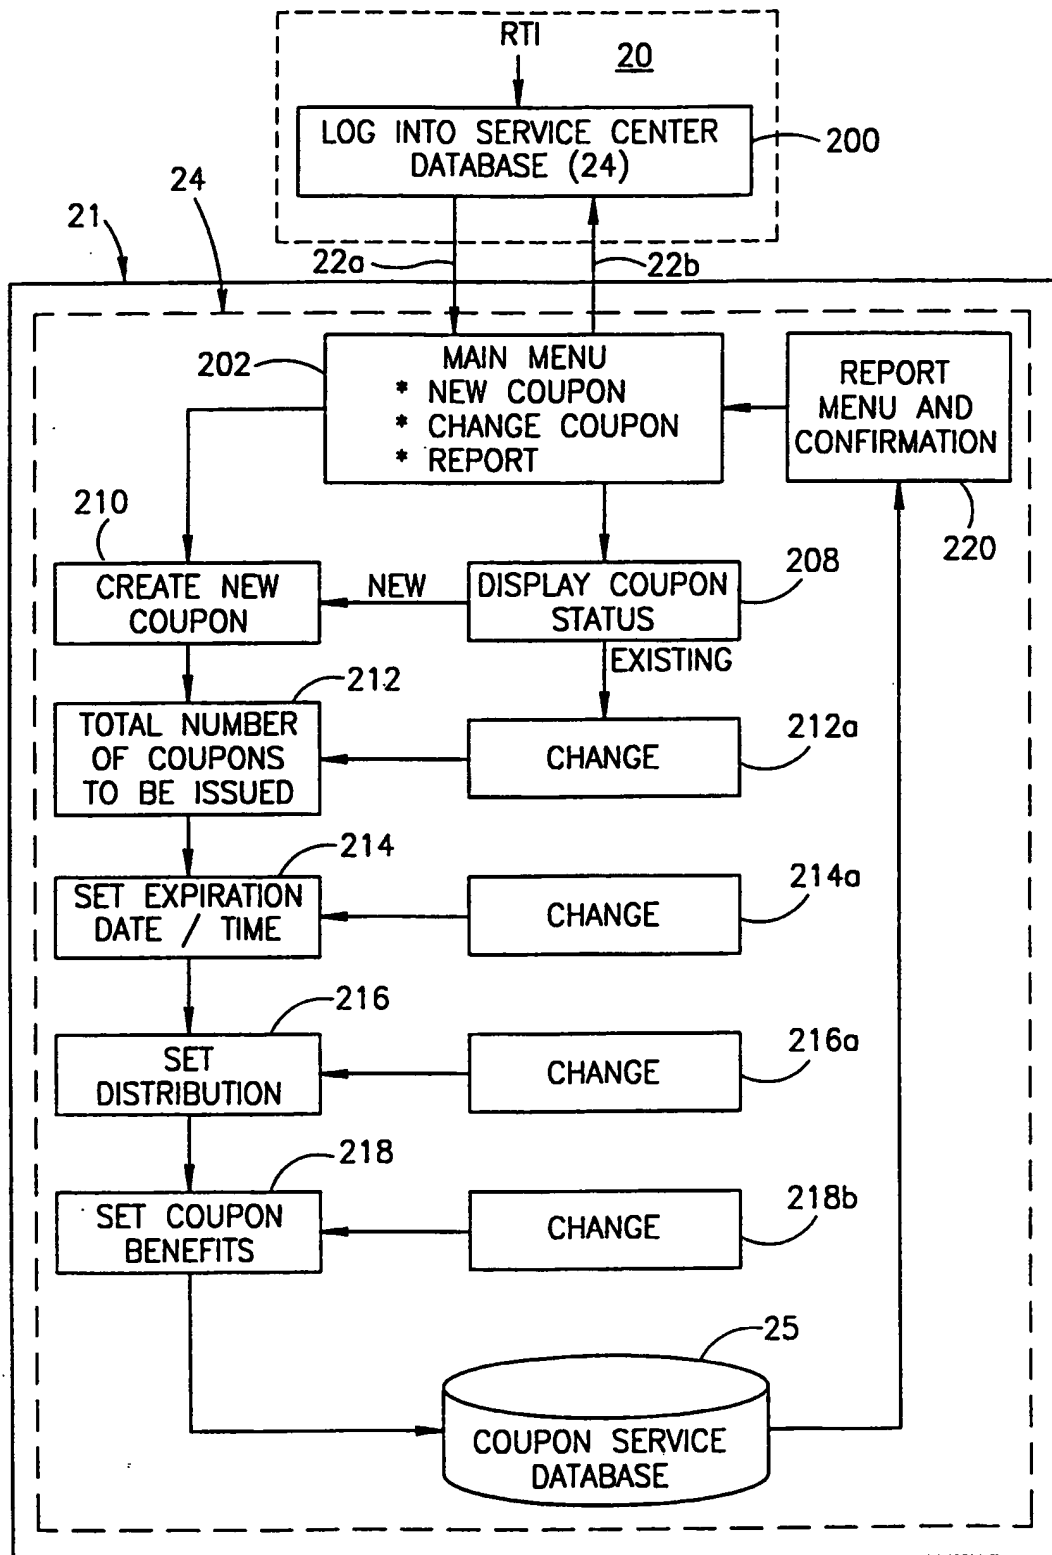 RTI
20
LOG INTO SERVICE CENTER
DATABASE (24)
200
24
21
22a
22b
202
MAIN MENU
* NEW COUPON
* CHANGE COUPON
* REPORT
REPORT
MENU AND
CONFIRMATION
220
210
CREATE NEW
COUPON
NEW
DISPLAY COUPON
STATUS
208
EXISTING
212
TOTAL NUMBER
OF COUPONS
TO BE ISSUED
CHANGE
212a
214
SET EXPIRATION
DATE / TIME
CHANGE
214a
216
SET
DISTRIBUTION
CHANGE
216a
218
SET COUPON
BENEFITS
CHANGE
218b
25
COUPON SERVICE
DATABASE